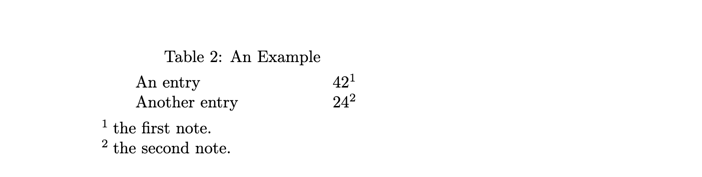 Table 2: An Example
An entry 42¹
Another entry 24²
¹ the first note.
² the second note.